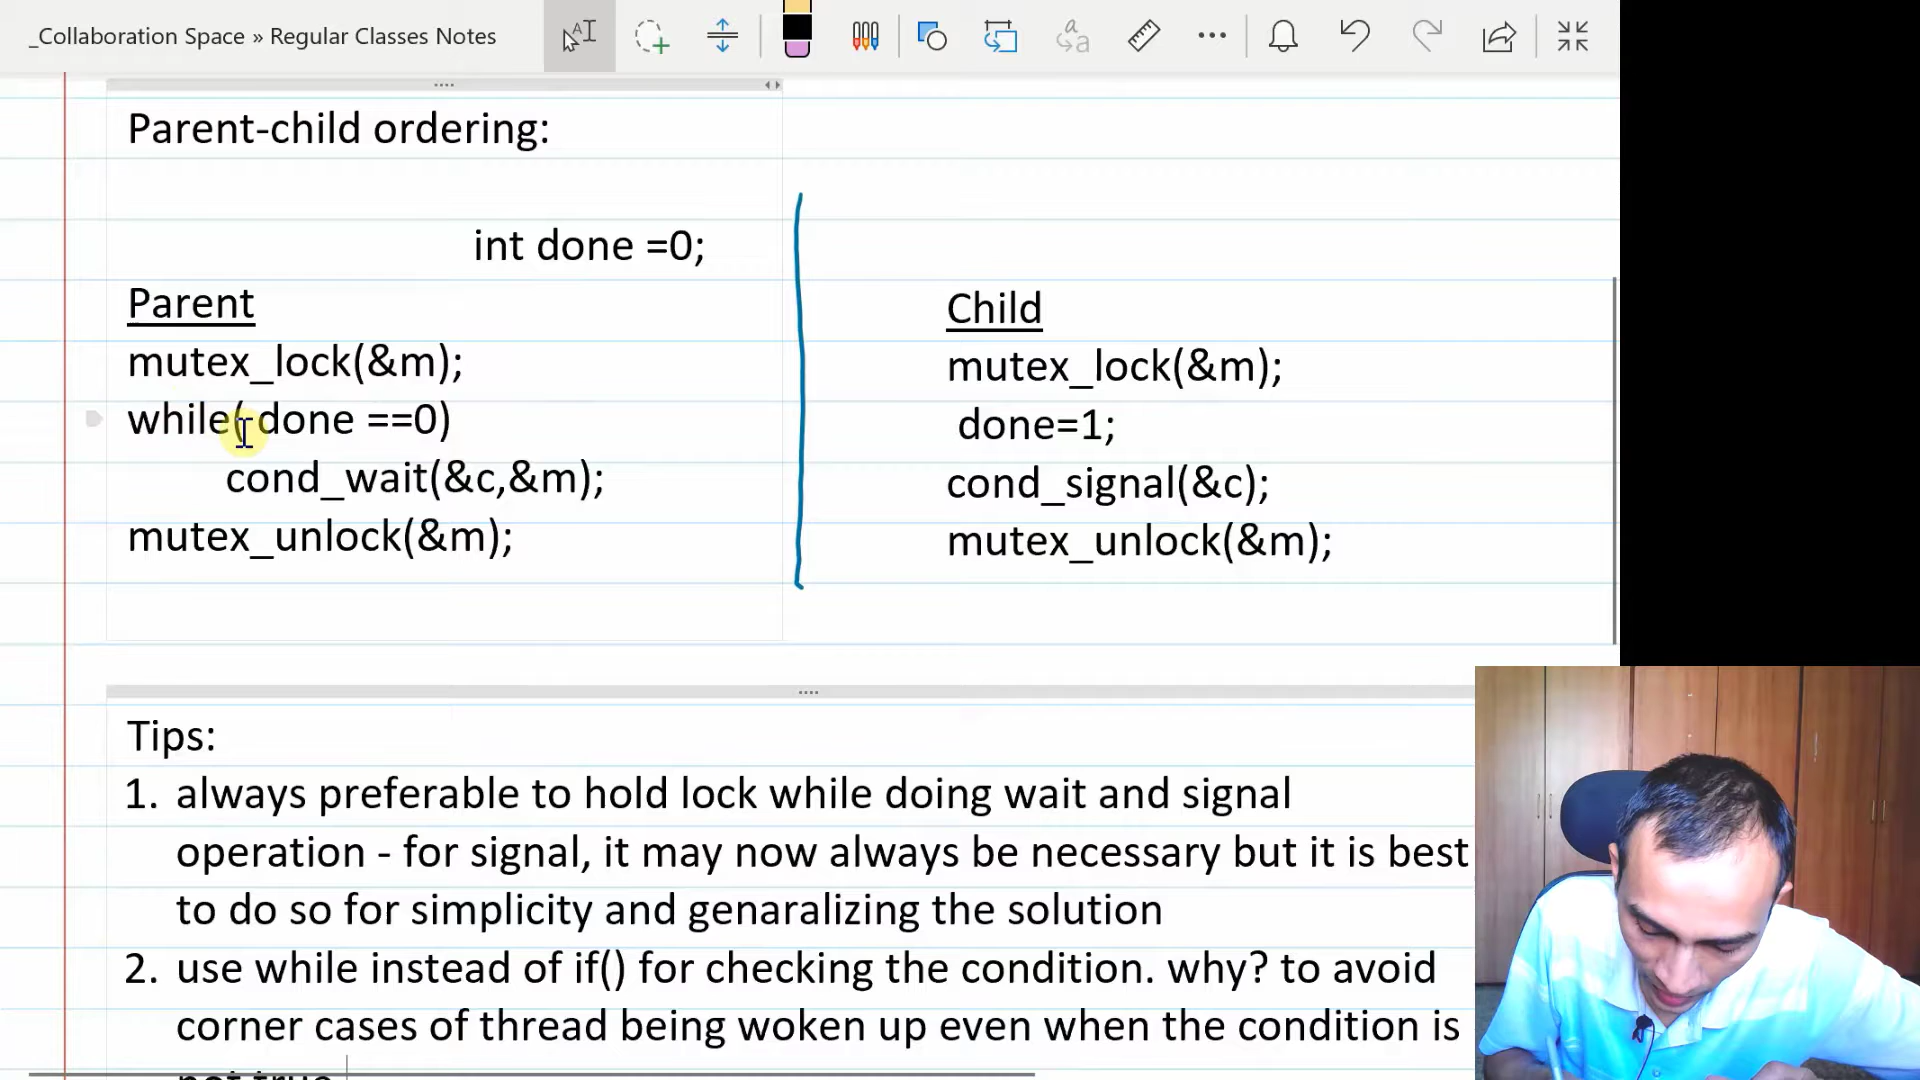 _Collaboration Space » Regular Classes Notes
Parent-child ordering:
int done =0;
Parent
mutex_lock(&m);
while( done ==0)
cond_wait(&c,&m);
mutex_unlock(&m);
Child
mutex_lock(&m);
done=1;
cond_signal(&c);
mutex_unlock(&m);
Tips:
1. always preferable to hold lock while doing wait and signal
operation - for signal, it may now always be necessary but it is best
to do so for simplicity and genaralizing the solution
2. use while instead of if() for checking the condition. why? to avoid
corner cases of thread being woken up even when the condition is
not true